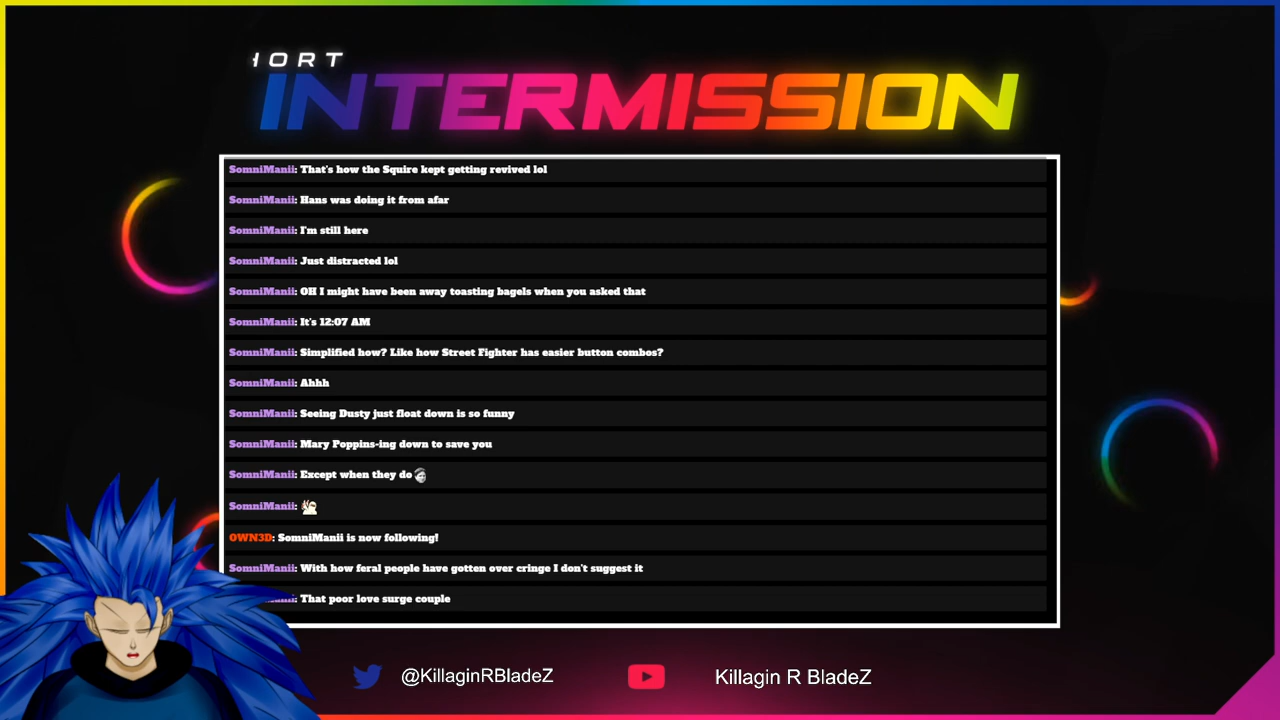 HORT
INTERMISSION
SomniManii: That's how the Squire kept getting revived lol
SomniManii: Hans was doing it from afar
SomniManii: I'm still here
SomniManii: Just distracted lol
SomniManii: OH I might have been away toasting bagels when you asked that
SomniManii: It's 12:07 AM
SomniManii: Simplified how? Like how Street Fighter has easier button combos?
SomniManii: Ahhh
SomniManii: Seeing Dusty just float down is so funny
SomniManii: Mary Poppins-ing down to save you
SomniManii: Except when they do
SomniManii:
OWN3D: SomniManii is now following!
SomniManii: With how feral people have gotten over cringe I don't suggest it
That poor love surge couple
@KillaginRBladeZ
Killagin R BladeZ